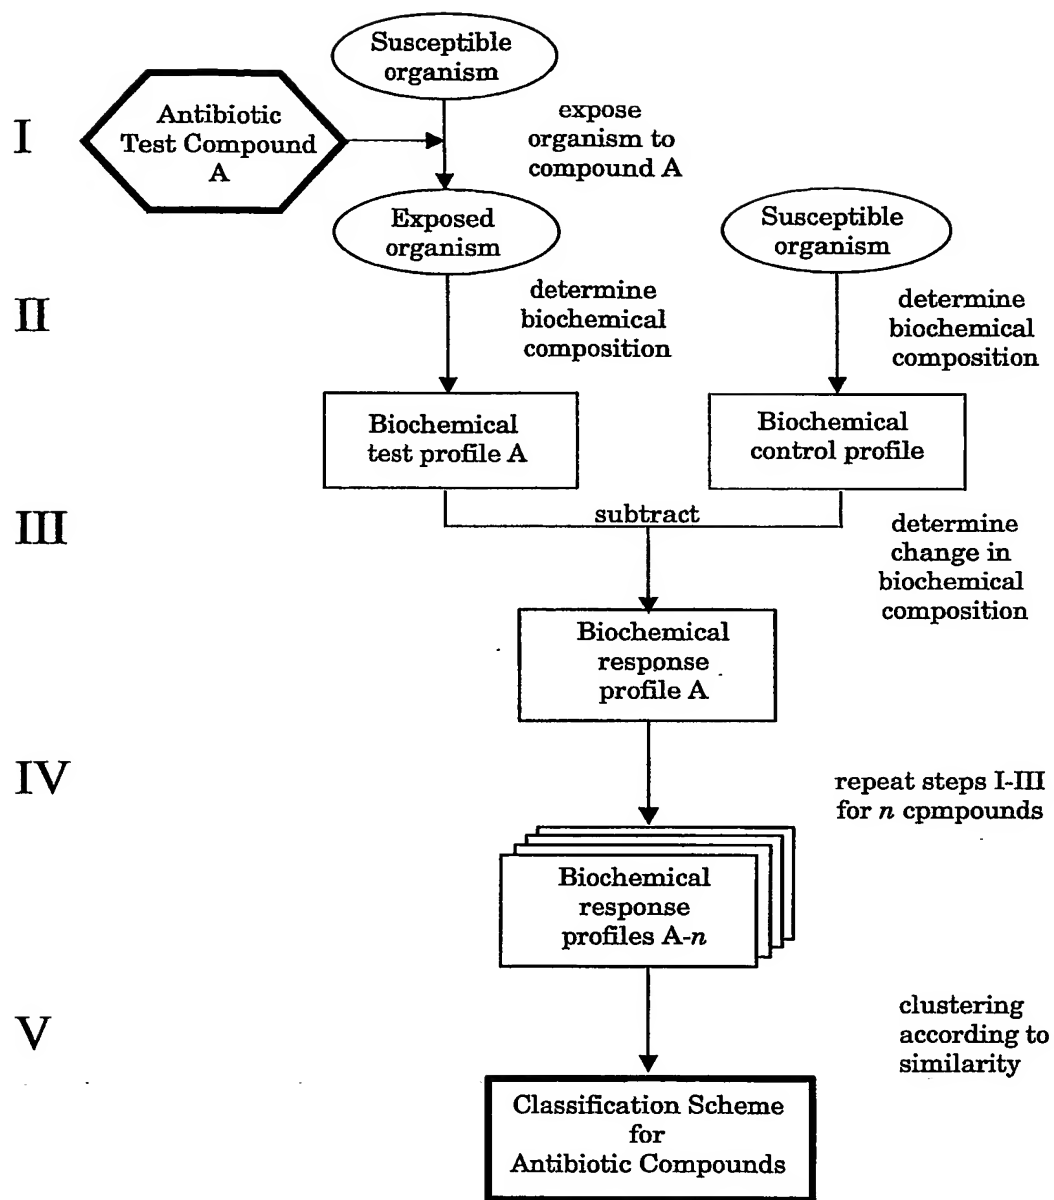 Susceptible
organism
I
Antibiotic
Test Compound
A
expose
organism to
compound A
Exposed
organism
Susceptible
organism
II
determine
biochemical
composition
determine
biochemical
composition
Biochemical
test profile A
Biochemical
control profile
III
subtract
determine
change in
biochemical
composition
Biochemical
response
profile A
IV
repeat steps I-III
for n cpmpounds
Biochemical
response
profiles A-n
V
clustering
according to
similarity
Classification Scheme
for
Antibiotic Compounds